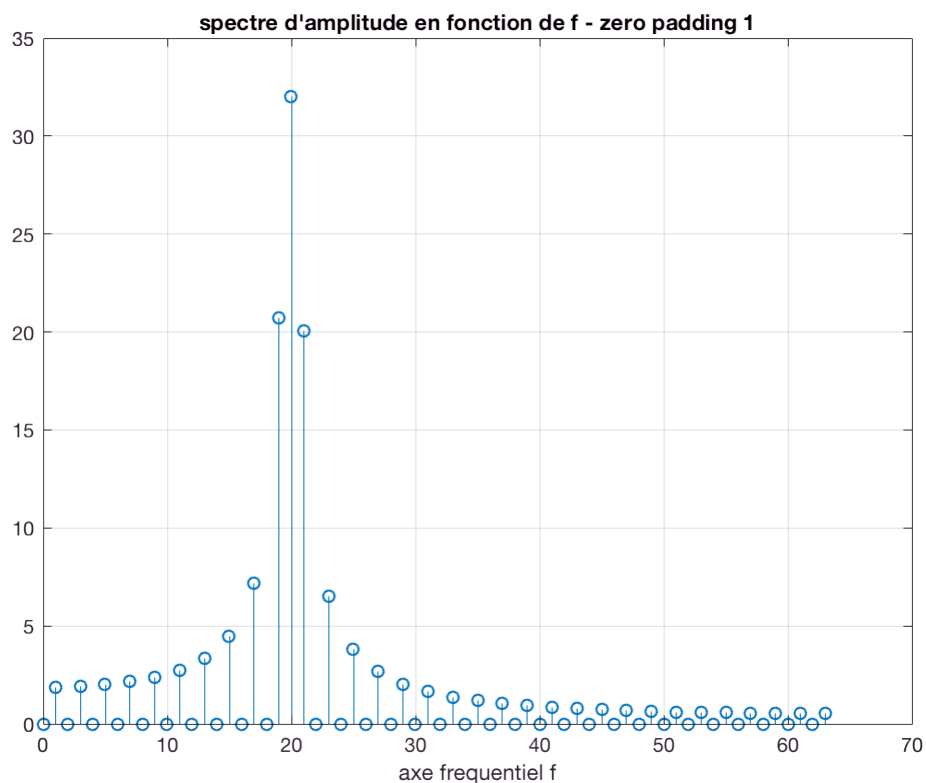 spectre d'amplitude en fonction de f - zero padding 1
35
30
25
20
15
10
5
0
0 10 20 30 40 50 60 70
axe frequentiel f